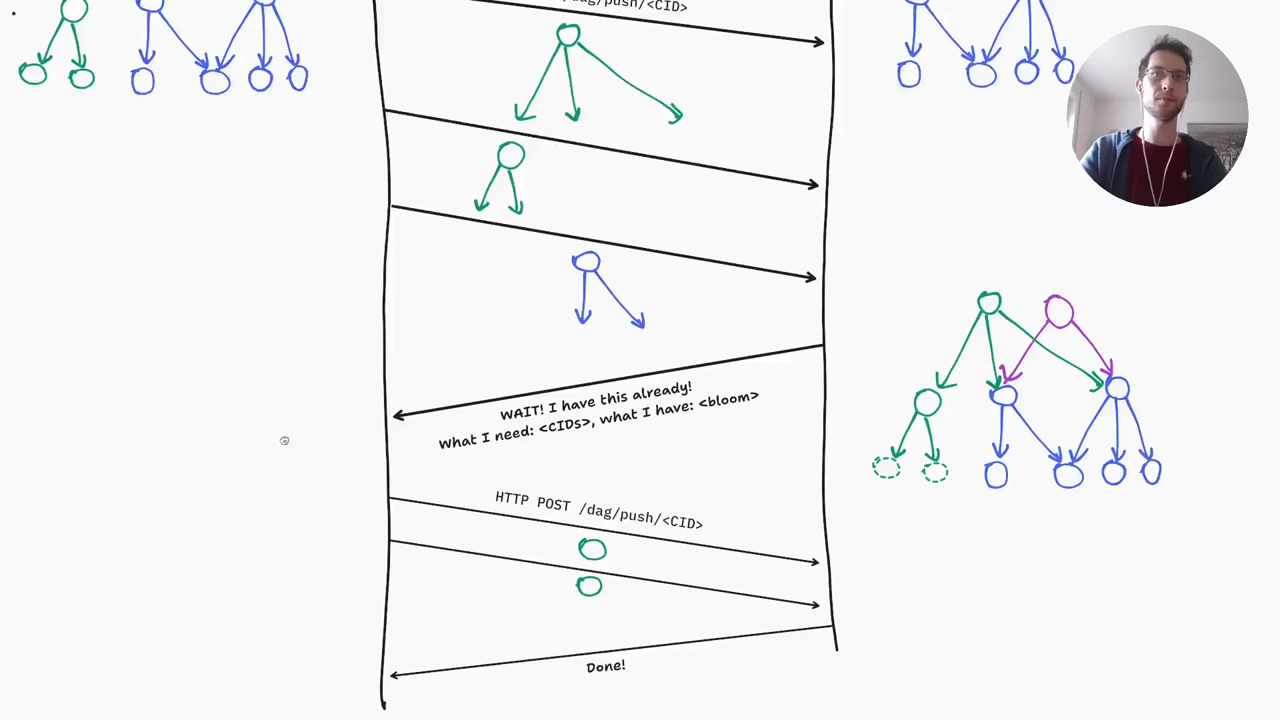 /dag/push/<CID>
WAIT! I have this already!
What I need: <CIDs>, what I have: <bloom>
HTTP POST /dag/push/<CID>
Done!